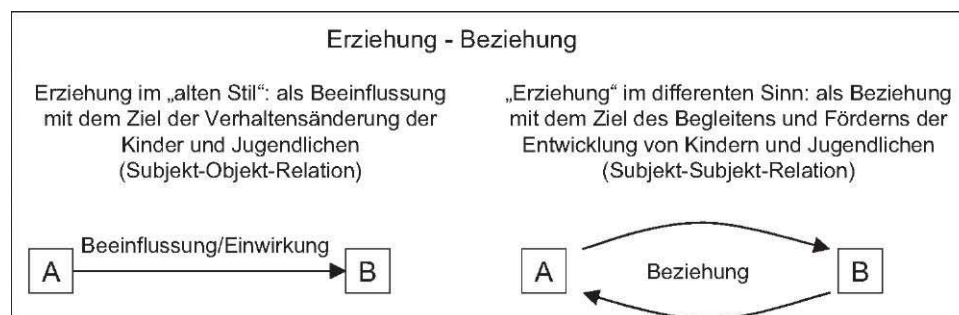 Erziehung - Beziehung
Erziehung im „alten Stil“: als Beeinflussung
mit dem Ziel der Verhaltensänderung der
Kinder und Jugendlichen
(Subjekt-Objekt-Relation)
A
Beeinflussung/Einwirkung
B
„Erziehung“ im differenten Sinn: als Beziehung
mit dem Ziel des Begleitens und Förderns der
Entwicklung von Kindern und Jugendlichen
(Subjekt-Subjekt-Relation)
A
Beziehung
B